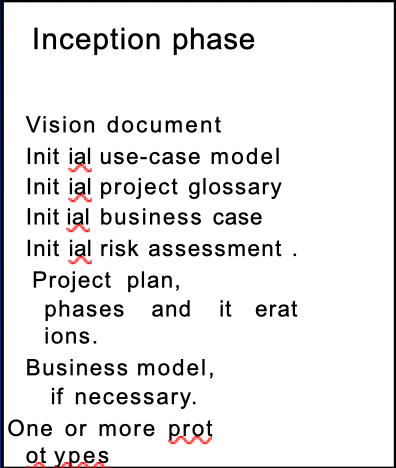 Inception phase
Vision document
Init ial use-case model
Init ial project glossary
Init ial business case
Init ial risk assessment .
Project plan,
phases and it erat
ions.
Business model,
if necessary.
One or more prot
ot ypes